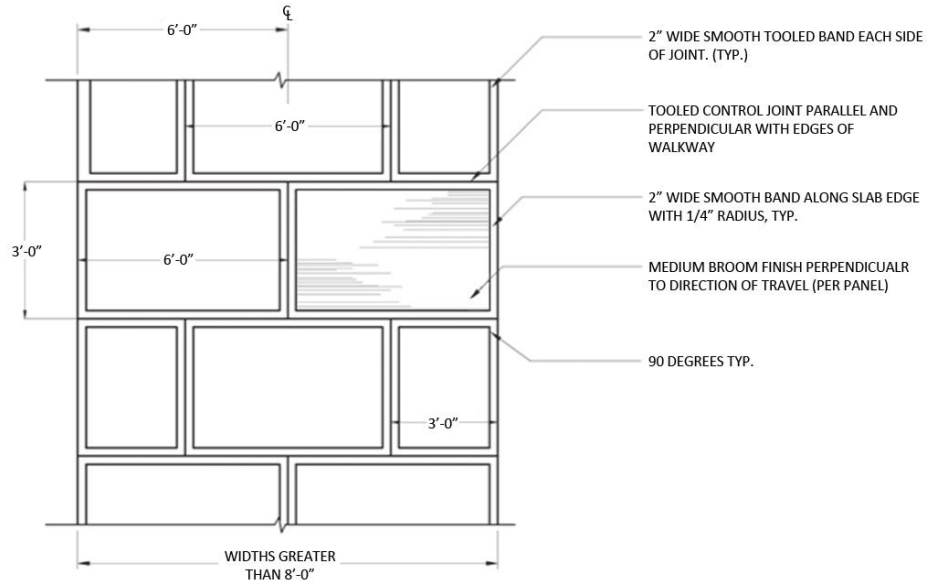 ℄
6’-0”
2” WIDE SMOOTH TOOLED BAND EACH SIDE
OF JOINT. (TYP.)
6’-0”
TOOLED CONTROL JOINT PARALLEL AND
PERPENDICULAR WITH EDGES OF
WALKWAY
2” WIDE SMOOTH BAND ALONG SLAB EDGE
WITH 1/4” RADIUS, TYP.
3’-0”
6’-0”
MEDIUM BROOM FINISH PERPENDICUALR
TO DIRECTION OF TRAVEL (PER PANEL)
90 DEGREES TYP.
3’-0”
WIDTHS GREATER
THAN 8’-0”